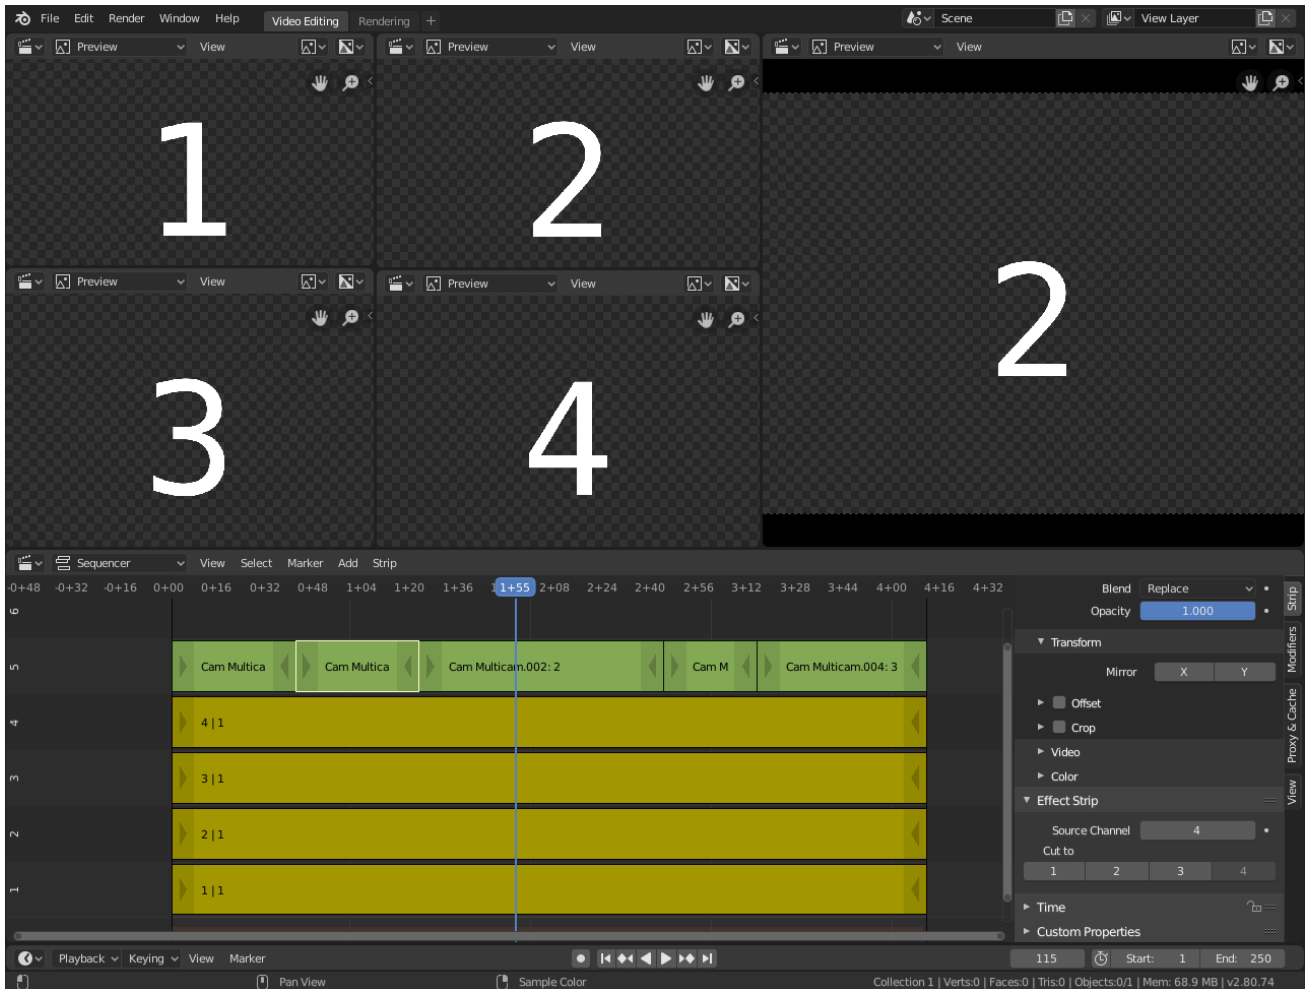 File Edit Render Window Help Video Editing Rendering + Scene View Layer
Preview View Preview View Preview View
1 2
2
Preview View Preview View
3 4
Sequencer View Select Marker Add Strip
-0+48 -0+32 -0+16 0+00 0+16 0+32 0+48 1+04 1+20 1+36 1+55 2+08 2+24 2+40 2+56 3+12 3+28 3+44 4+00 4+16 4+32
6
5 Cam Multica Cam Multica Cam Multicam.002: 2 Cam M Cam Multicam.004: 3
4 4 | 1
3 3 | 1
2 2 | 1
1 1 | 1
Blend Replace
Opacity 1.000
Transform
Mirror X Y
Offset
Crop
Video
Color
Effect Strip
Source Channel 4
Cut to
1 2 3 4
Time
Custom Properties
Strip
Modifiers
Proxy & Cache
View
Playback Keying View Marker 115 Start: 1 End: 250
Pan View Sample Color Collection 1 | Verts:0 | Faces:0 | Tris:0 | Objects:0/1 | Mem: 68.9 MB | v2.80.74